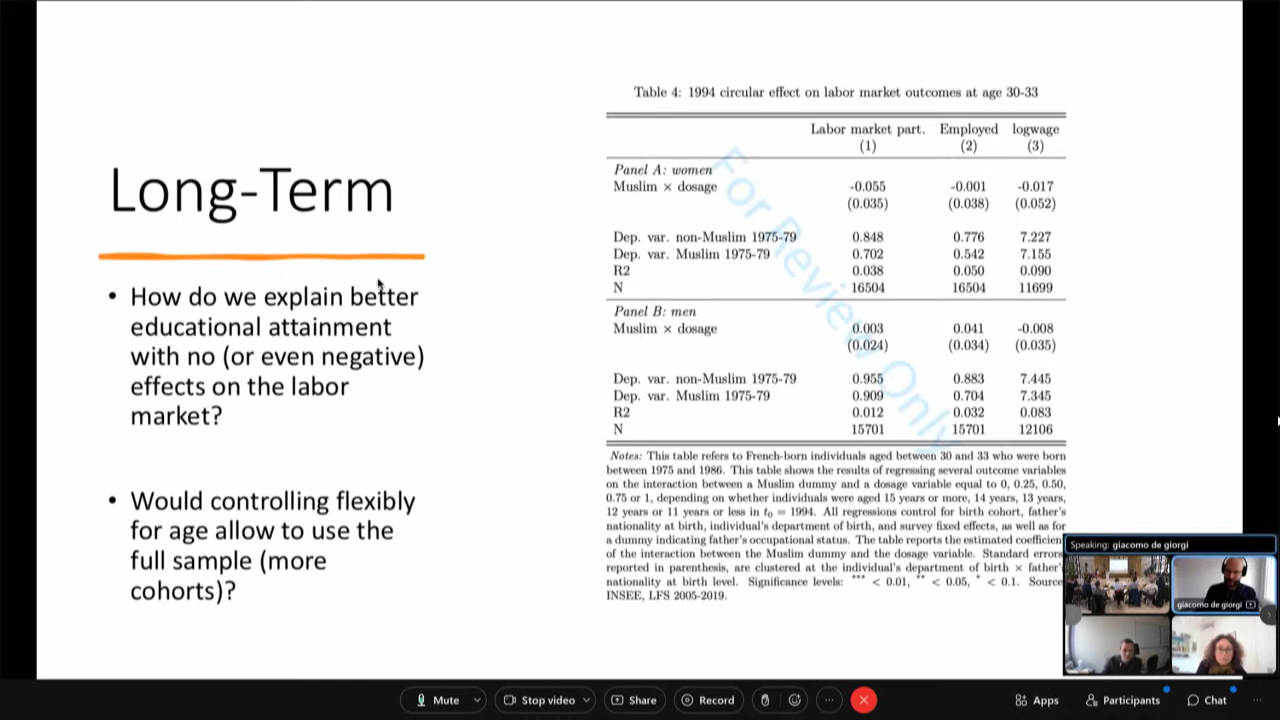 Long-Term
• How do we explain better
educational attainment
with no (or even negative)
effects on the labor
market?
• Would controlling flexibly
for age allow to use the
full sample (more
cohorts)?
Table 4: 1994 circular effect on labor market outcomes at age 30-33
Labor market part. Employed logwage
(1) (2) (3)
Panel A: women
Muslim × dosage -0.055 -0.001 -0.017
(0.035) (0.038) (0.052)
Dep. var. non-Muslim 1975-79 0.848 0.776 7.227
Dep. var. Muslim 1975-79 0.702 0.542 7.155
R2 0.038 0.050 0.090
N 16504 16504 11699
Panel B: men
Muslim × dosage 0.003 0.041 -0.008
(0.024) (0.034) (0.035)
Dep. var. non-Muslim 1975-79 0.955 0.883 7.445
Dep. var. Muslim 1975-79 0.909 0.704 7.345
R2 0.012 0.032 0.083
N 15701 15701 12106
Notes: This table refers to French-born individuals aged between 30 and 33 who were born
between 1975 and 1986. This table shows the results of regressing several outcome variables
on the interaction between a Muslim dummy and a dosage variable equal to 0, 0.25, 0.50,
0.75 or 1, depending on whether individuals were aged 15 years or more, 14 years, 13 years,
12 years or 11 years or less in t0 = 1994. All regressions control for birth cohort, father's
nationality at birth, individual's department of birth, and survey fixed effects, as well as for
a dummy indicating father's occupational status. The table reports the estimated coefficien
of the interaction between the Muslim dummy and the dosage variable. Standard errors
reported in parenthesis, are clustered at the individual's department of birth × father'
nationality at birth level. Significance levels: *** < 0.01, ** < 0.05, * < 0.1. Source
INSEE, LFS 2005-2019.
For Review Only
Speaking: giacomo de giorgi
giacomo de giorgi
Mute Stop video Share Record Apps Participants Chat